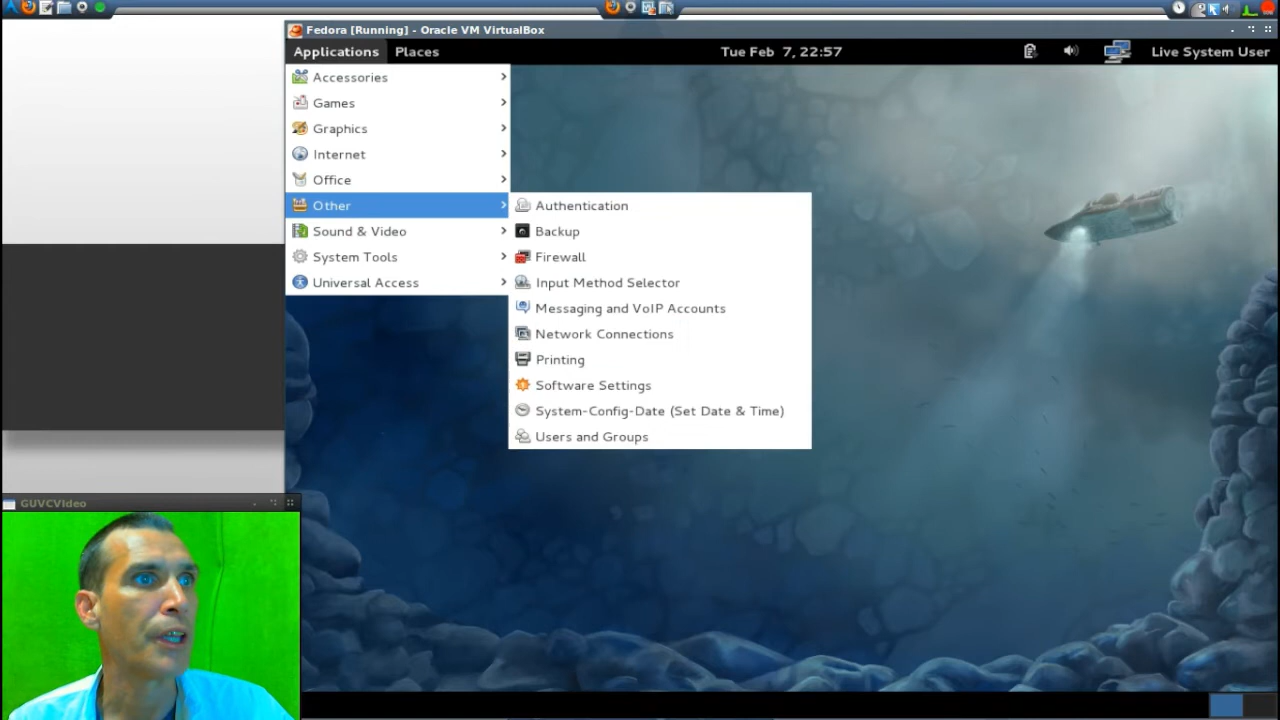 Fedora [Running] - Oracle VM VirtualBox
Applications Places Tue Feb 7, 22:57 Live System User
Accessories
Games
Graphics
Internet
Office
Other
Sound & Video
System Tools
Universal Access
Authentication
Backup
Firewall
Input Method Selector
Messaging and VoIP Accounts
Network Connections
Printing
Software Settings
System-Config-Date (Set Date & Time)
Users and Groups
GUVCVideo